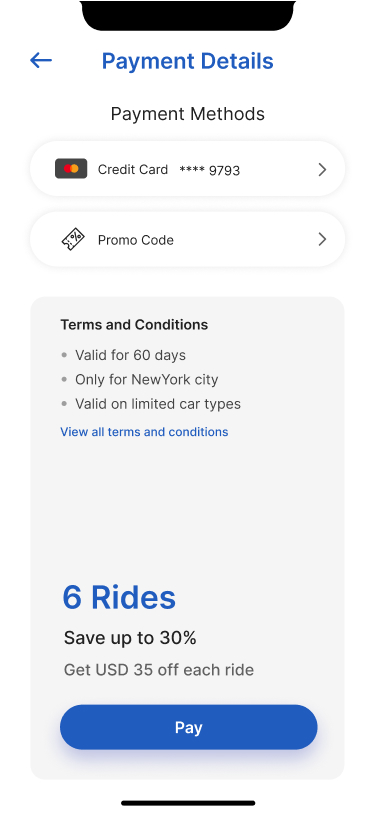 Payment Details
Payment Methods
Credit Card **** 9793
Promo Code
Terms and Conditions
Valid for 60 days
Only for NewYork city
Valid on limited car types
View all terms and conditions
6 Rides
Save up to 30%
Get USD 35 off each ride
Pay